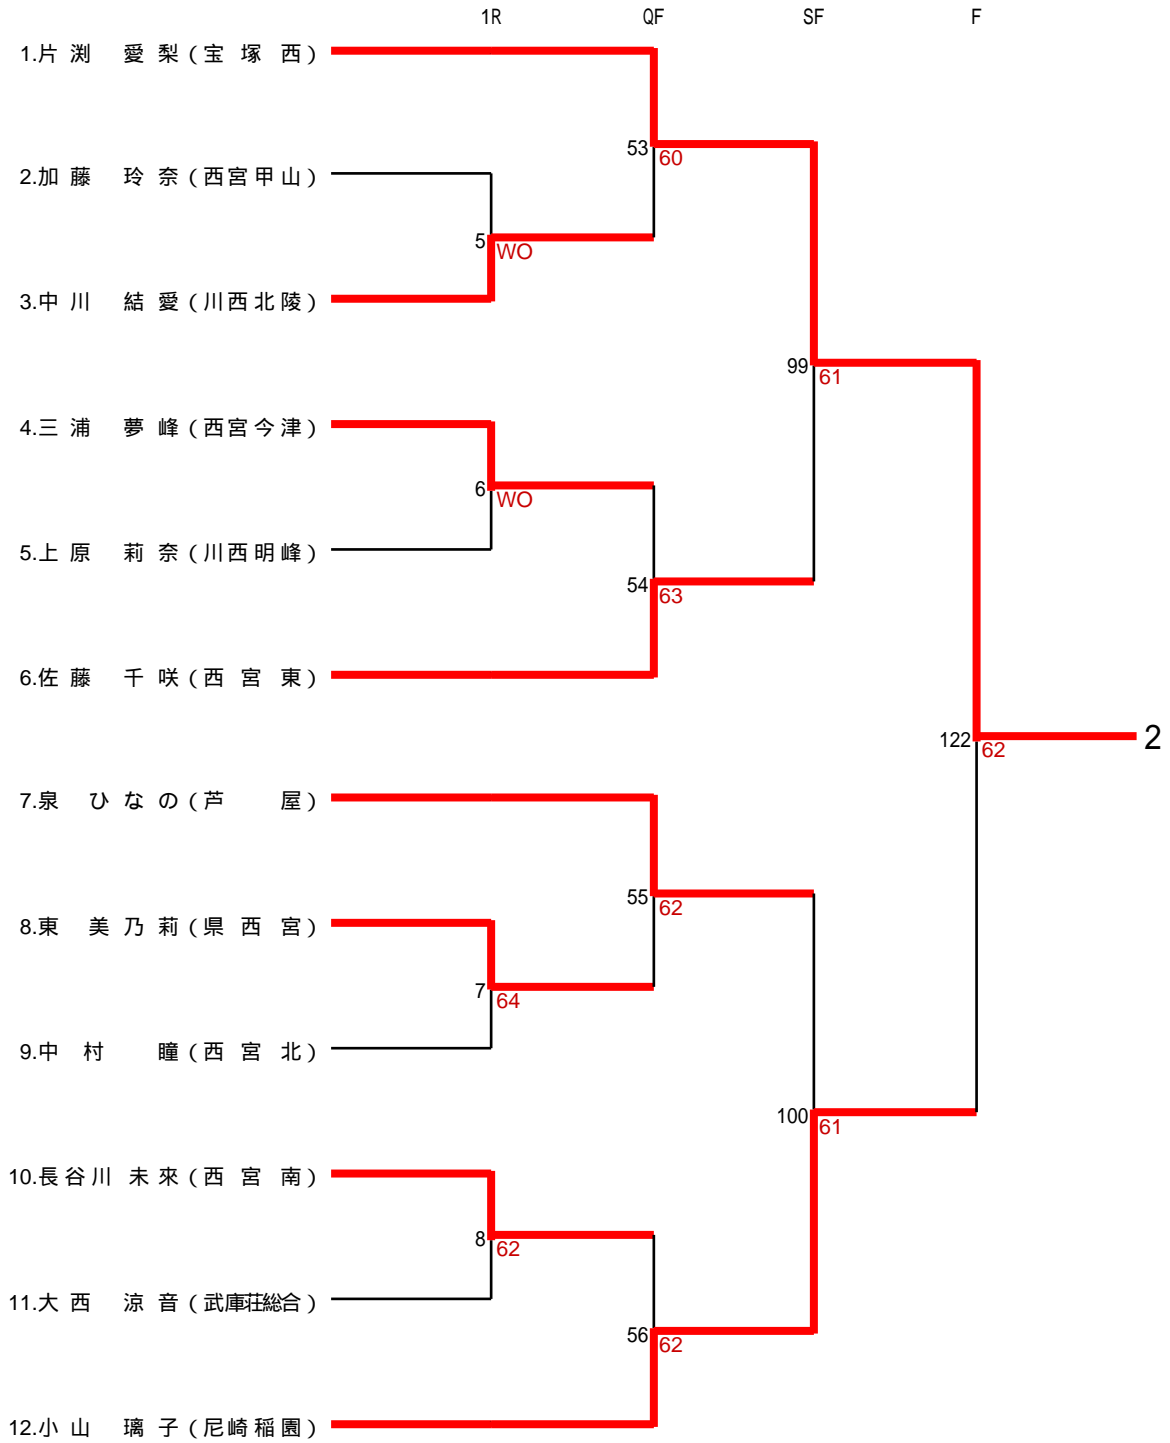 1R QF SF F
1.片渕 愛梨(宝塚西)
53 60
2.加藤 玲奈(西宮甲山)
5 WO
3.中川 結愛(川西北陵)
99 61
4.三浦 夢峰(西宮今津)
6 WO
5.上原 莉奈(川西明峰)
54 63
6.佐藤 千咲(西宮東)
122 62 2
7.泉 ひなの(芦屋)
55 62
8.東 美乃莉(県西宮)
7 64
9.中村 瞳(西宮北)
100 61
10.長谷川 未來(西宮南)
8 62
11.大西 涼音(武庫荘総合)
56 62
12.小山 璃子(尼崎稲園)